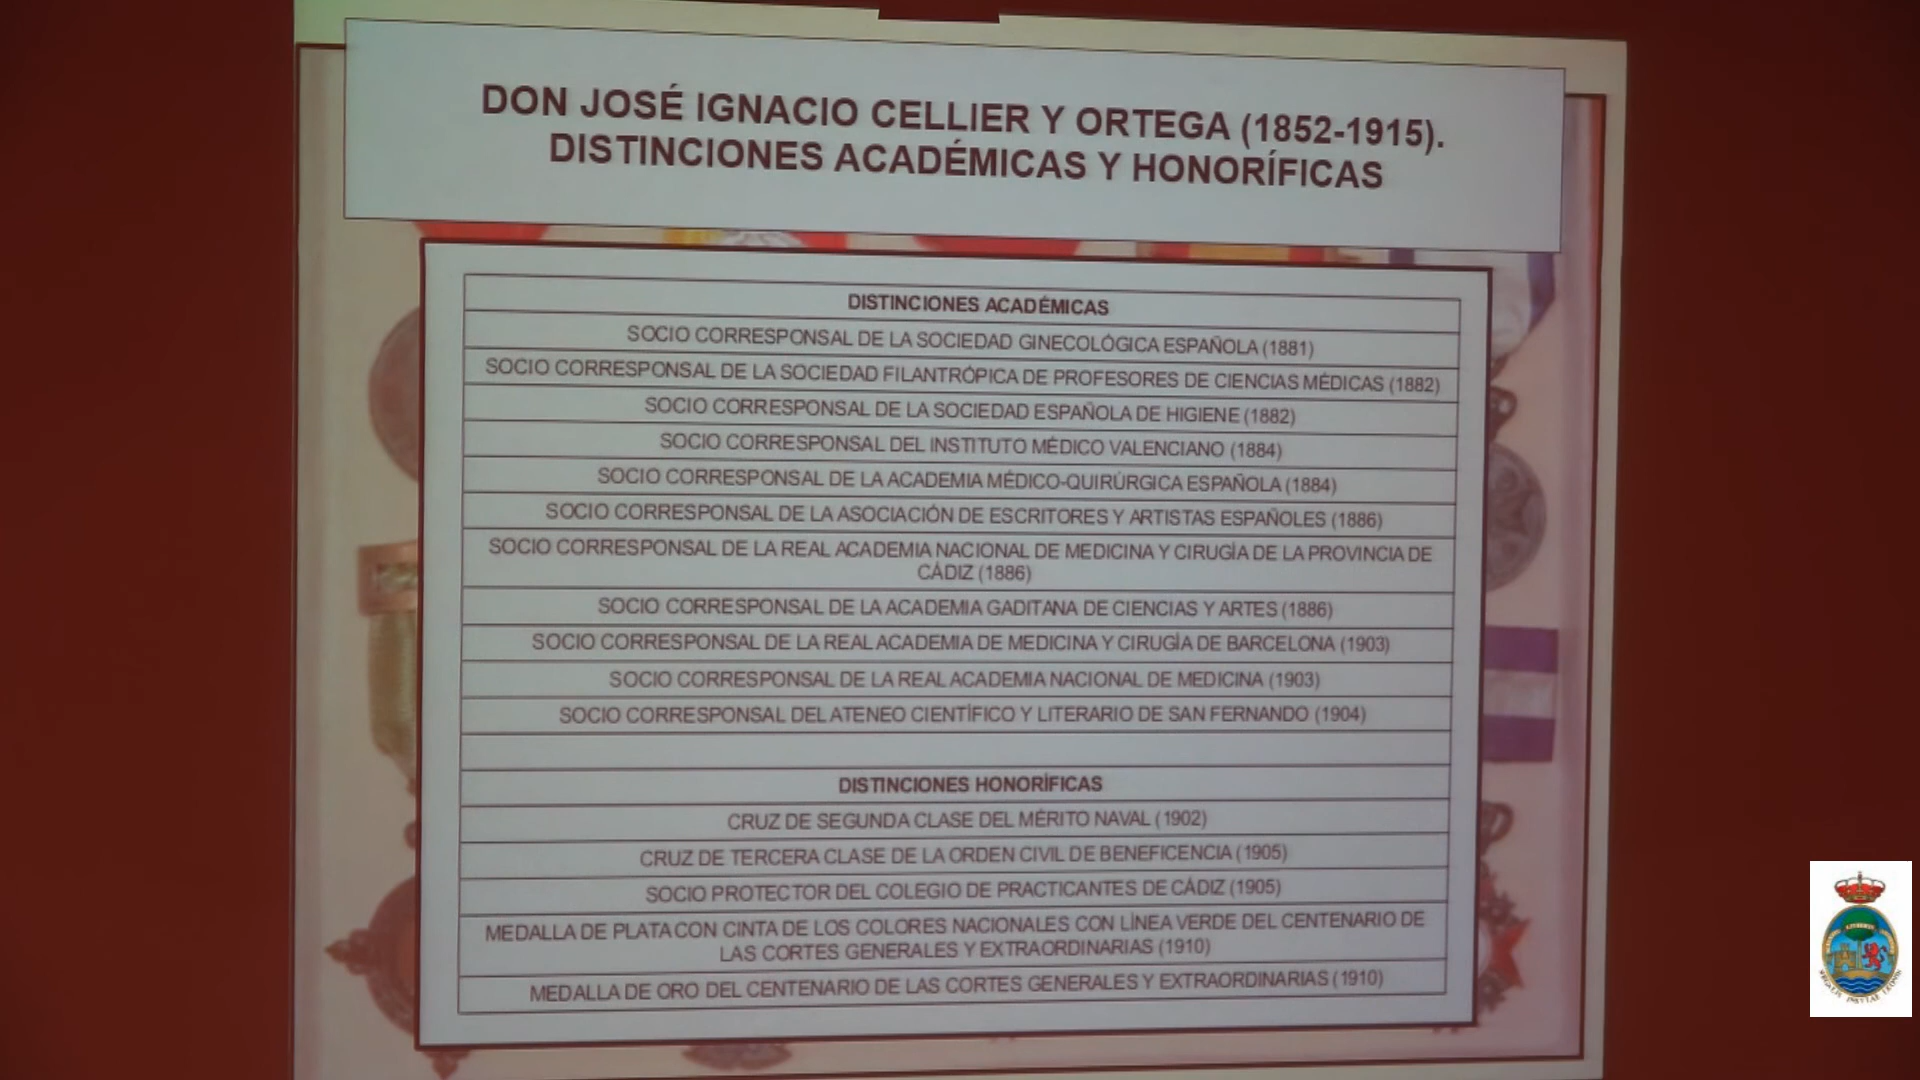 DON JOSÉ IGNACIO CELLIER Y ORTEGA (1852-1915).
DISTINCIONES ACADÉMICAS Y HONORÍFICAS
DISTINCIONES ACADÉMICAS
SOCIO CORRESPONSAL DE LA SOCIEDAD GINECOLÓGICA ESPAÑOLA (1881)
SOCIO CORRESPONSAL DE LA SOCIEDAD FILANTRÓPICA DE PROFESORES DE CIENCIAS MÉDICAS (1882)
SOCIO CORRESPONSAL DE LA SOCIEDAD ESPAÑOLA DE HIGIENE (1882)
SOCIO CORRESPONSAL DEL INSTITUTO MÉDICO VALENCIANO (1884)
SOCIO CORRESPONSAL DE LA ACADEMIA MÉDICO-QUIRÚRGICA ESPAÑOLA (1884)
SOCIO CORRESPONSAL DE LA ASOCIACIÓN DE ESCRITORES Y ARTISTAS ESPAÑOLES (1886)
SOCIO CORRESPONSAL DE LA REAL ACADEMIA NACIONAL DE MEDICINA Y CIRUGÍA DE LA PROVINCIA DE
CÁDIZ (1886)
SOCIO CORRESPONSAL DE LA ACADEMIA GADITANA DE CIENCIAS Y ARTES (1886)
SOCIO CORRESPONSAL DE LA REAL ACADEMIA DE MEDICINA Y CIRUGÍA DE BARCELONA (1903)
SOCIO CORRESPONSAL DE LA REAL ACADEMIA NACIONAL DE MEDICINA (1903)
SOCIO CORRESPONSAL DEL ATENEO CIENTÍFICO Y LITERARIO DE SAN FERNANDO (1904)
DISTINCIONES HONORÍFICAS
CRUZ DE SEGUNDA CLASE DEL MÉRITO NAVAL (1902)
CRUZ DE TERCERA CLASE DE LA ORDEN CIVIL DE BENEFICENCIA (1905)
SOCIO PROTECTOR DEL COLEGIO DE PRACTICANTES DE CÁDIZ (1905)
MEDALLA DE PLATA CON CINTA DE LOS COLORES NACIONALES CON LÍNEA VERDE DEL CENTENARIO DE
LAS CORTES GENERALES Y EXTRAORDINARIAS (1910)
MEDALLA DE ORO DEL CENTENARIO DE LAS CORTES GENERALES Y EXTRAORDINARIAS (1910)